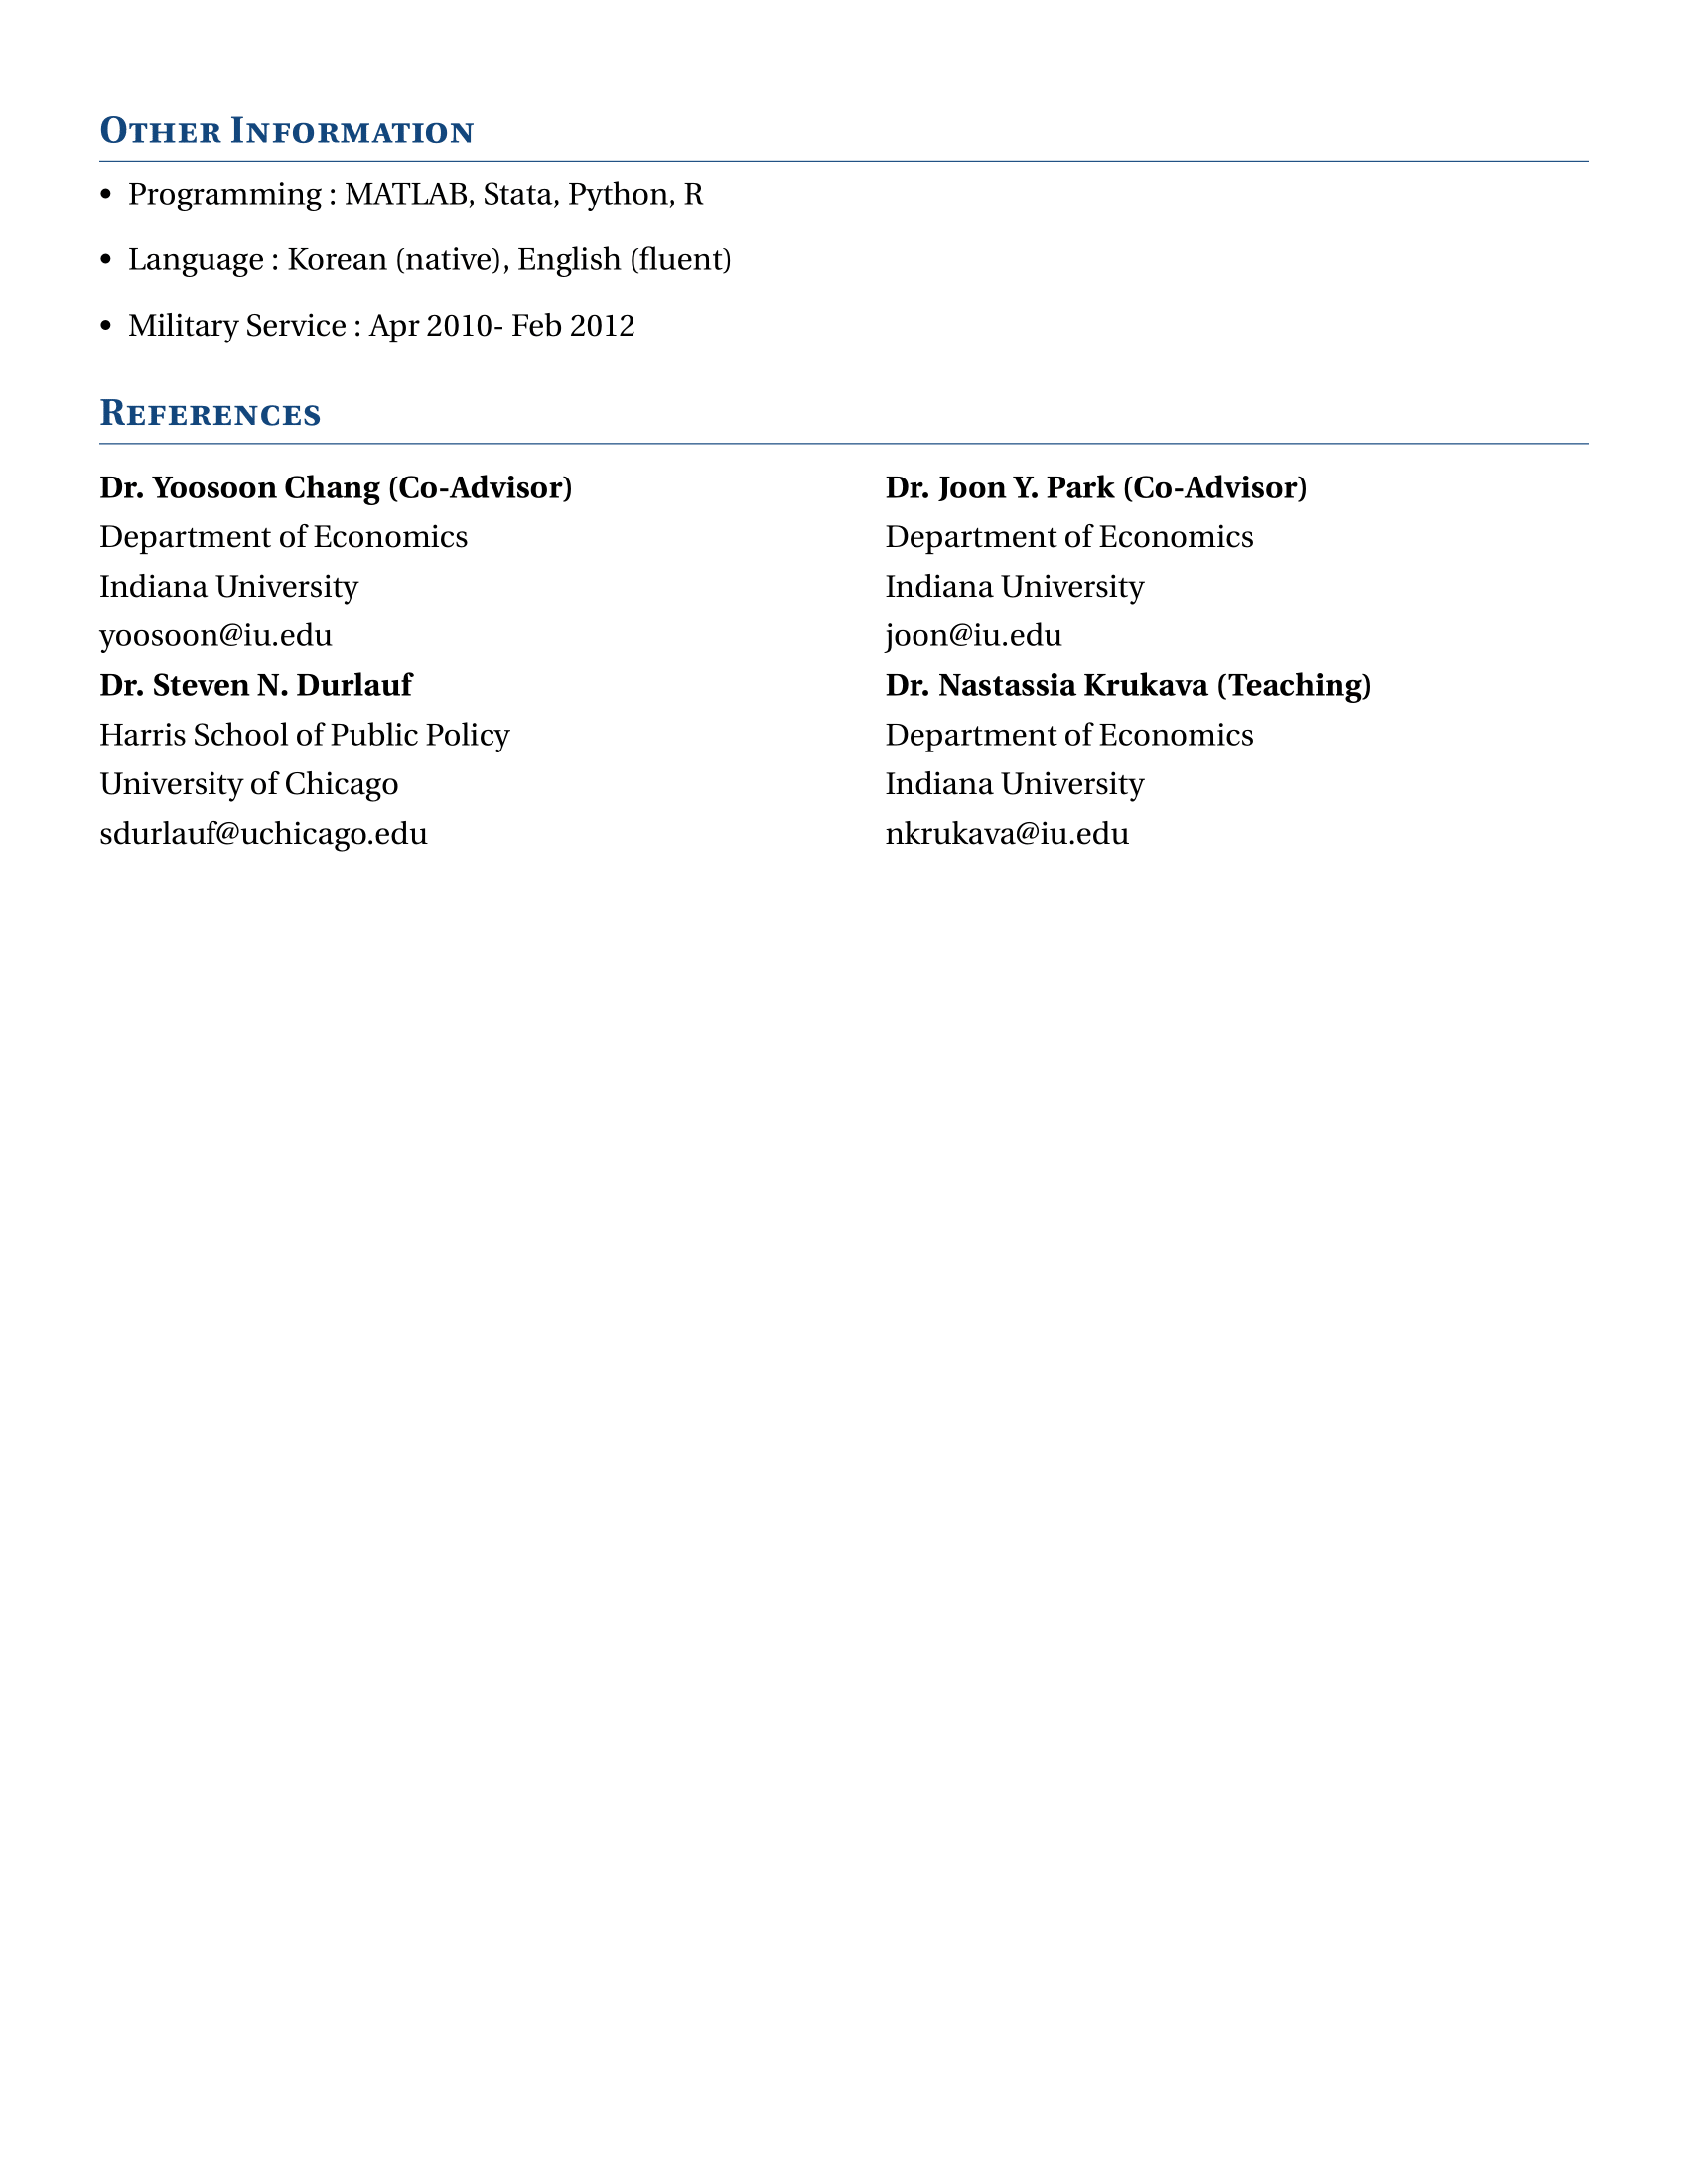 Other Information
• Programming : MATLAB, Stata, Python, R
• Language : Korean (native), English (fluent)
• Military Service : Apr 2010- Feb 2012
References
Dr. Yoosoon Chang (Co-Advisor)
Department of Economics
Indiana University
yoosoon@iu.edu
Dr. Joon Y. Park (Co-Advisor)
Department of Economics
Indiana University
joon@iu.edu
Dr. Steven N. Durlauf
Harris School of Public Policy
University of Chicago
sdurlauf@uchicago.edu
Dr. Nastassia Krukava (Teaching)
Department of Economics
Indiana University
nkrukava@iu.edu